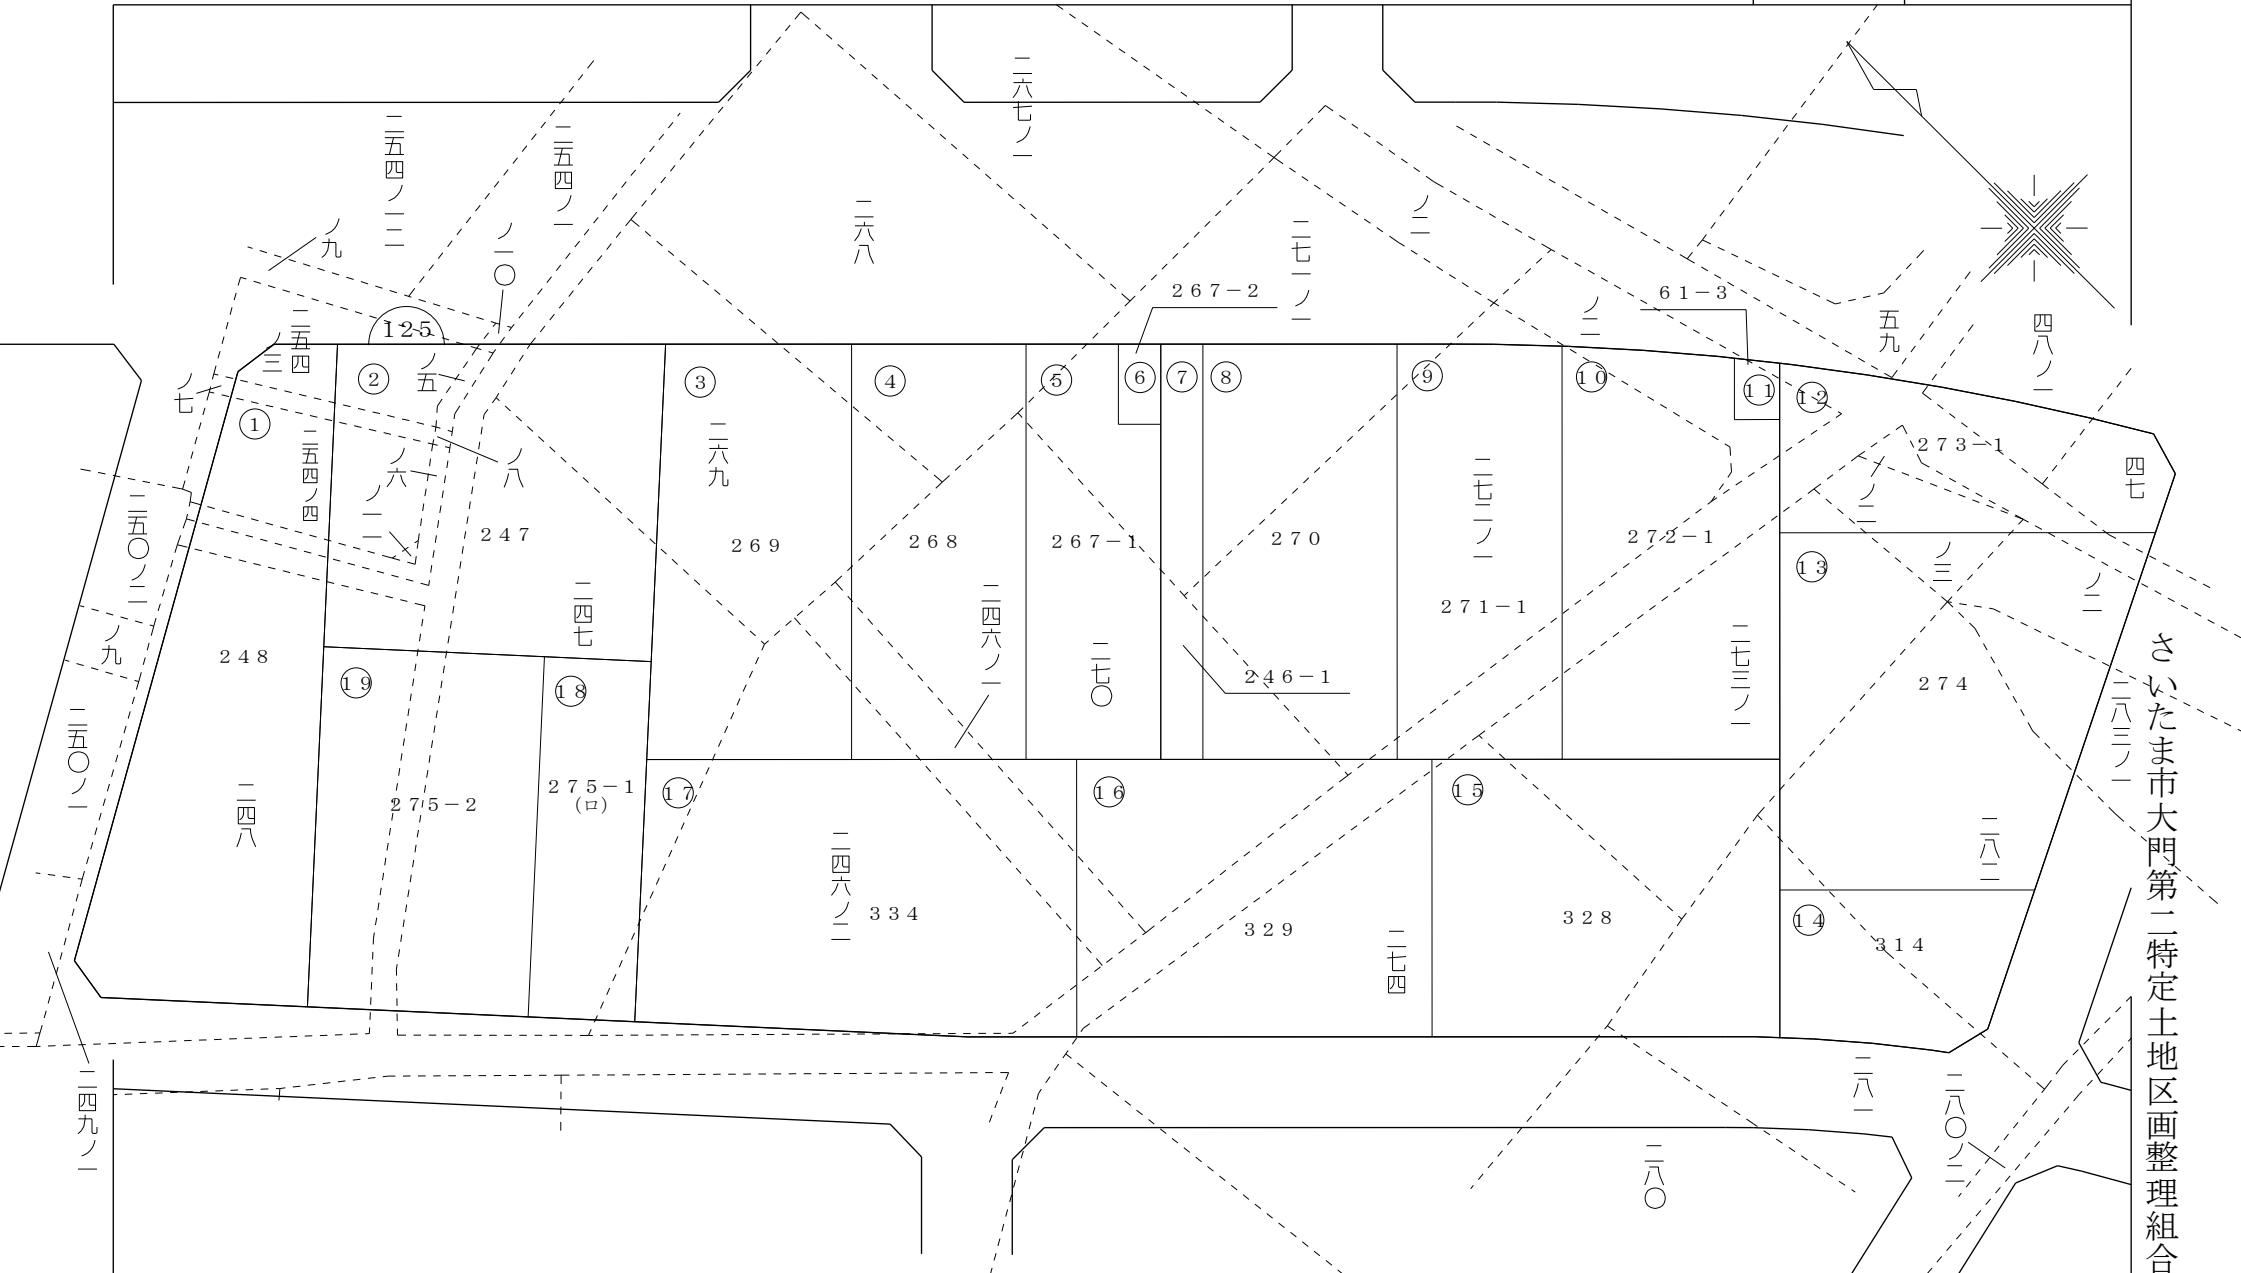 二六七ノ一
二五四ノ一二
二五四ノ一
二六八
ノ二
二七一ノ一
ノ九
ノ一〇
267-2
61-3
ノ二
五九
四八ノ一
125
二五四
ノ三
ノ五
ノ七
①
②
③
④
⑤
⑥
⑦
⑧
⑨
⑩
⑪
⑫
273-1
四七
二五四ノ四
ノ六
ノ八
ノ一一
247
二六九
269
268
267-1
270
二七二ノ一
271-1
272-1
ノ二
⑬
ノ三
ノ二
二五〇ノ二
ノ九
248
二四七
二四六ノ一
二七〇
246-1
二七三ノ一
274
二八三ノ一
二五〇ノ一
二四八
⑲
275-2
⑱
275-1
(ロ)
⑰
二四六ノ二
334
⑯
329
二七四
⑮
328
二八二
⑭
314
二四九ノ一
二八一
二八〇ノ二
二八〇
さいたま市大門第二特定土地区画整理組合